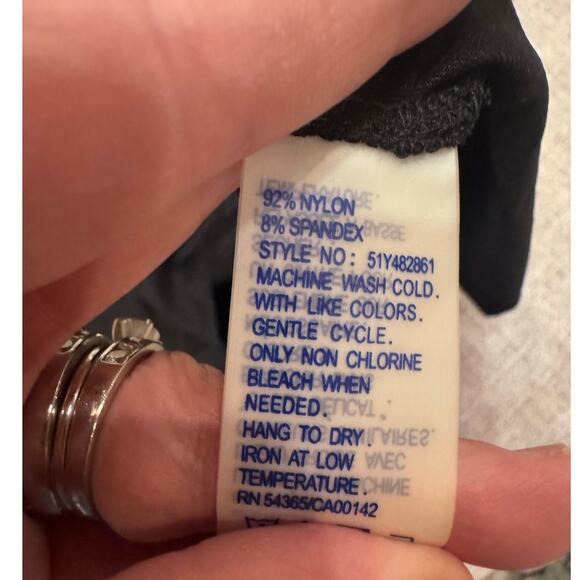 92% NYLON
8% SPANDEX
STYLE NO: 51Y482861
MACHINE WASH COLD.
WITH LIKE COLORS.
GENTLE CYCLE.
ONLY NON CHLORINE
BLEACH WHEN
NEEDED.
HANG TO DRY.
IRON AT LOW
TEMPERATURE.
RN 54365/CA00142